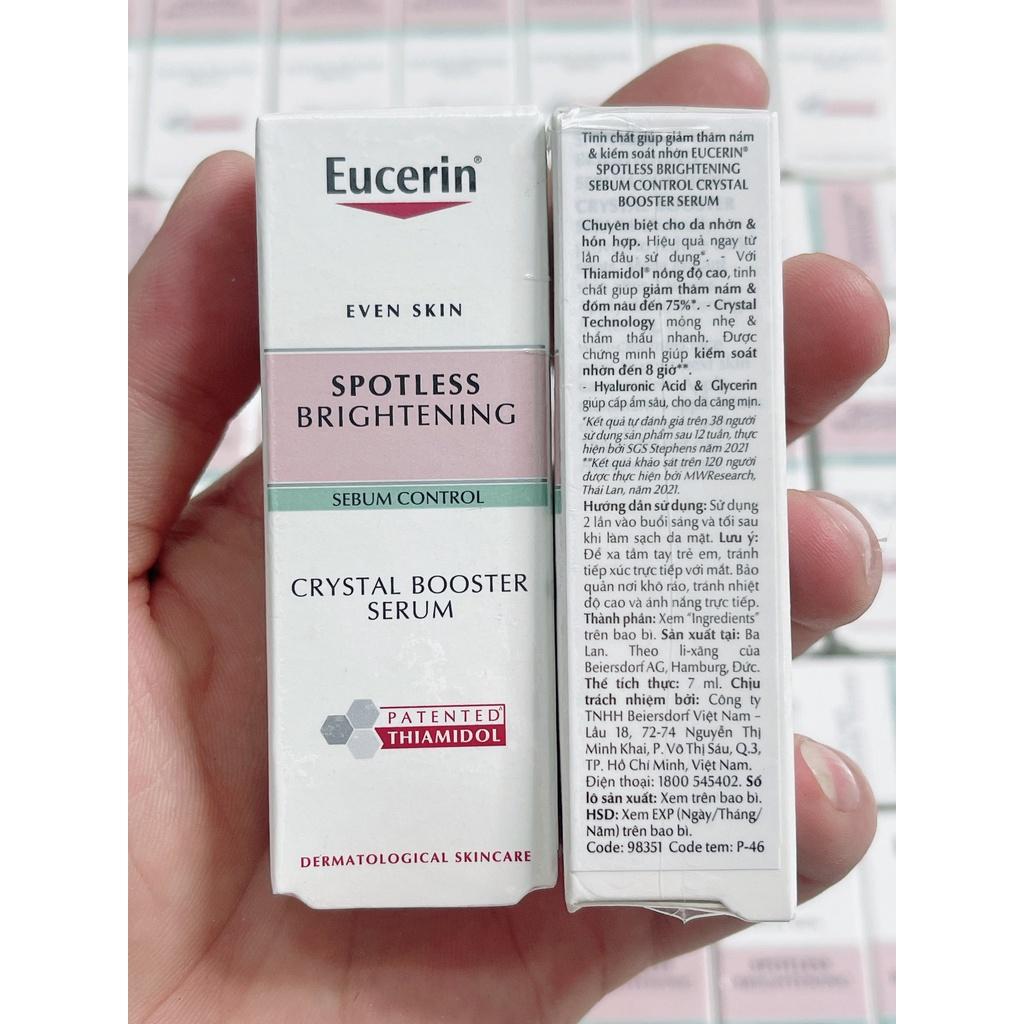 Eucerin®
EVEN SKIN
SPOTLESS
BRIGHTENING
SEBUM CONTROL
CRYSTAL BOOSTER
SERUM
PATENTED^
THIAMIDOL
DERMATOLOGICAL SKINCARE
Tinh chất giúp giảm thâm nám
& kiểm soát nhờn EUCERIN®
SPOTLESS BRIGHTENING
SEBUM CONTROL CRYSTAL
BOOSTER SERUM
Chuyên biệt cho da nhờn &
hỗn hợp. Hiệu quả ngay từ
lần đầu sử dụng*. - Với
Thiamidol® nồng độ cao, tinh
chất giúp giảm thâm nám &
đốm nâu đến 75%*. - Crystal
Technology mỏng nhẹ &
thẩm thấu nhanh. Được
chứng minh giúp kiểm soát
nhờn đến 8 giờ**.
- Hyaluronic Acid & Glycerin
giúp cấp ẩm sâu, cho da căng mịn.
*Kết quả tự đánh giá trên 38 người
sử dụng sản phẩm sau 12 tuần, thực
hiện bởi SGS Stephens năm 2021
**Kết quả khảo sát trên 120 người
được thực hiện bởi MWResearch,
Thái Lan, năm 2021.
Hướng dẫn sử dụng: Sử dụng
2 lần vào buổi sáng và tối sau
khi làm sạch da mặt. Lưu ý:
Để xa tầm tay trẻ em, tránh
tiếp xúc trực tiếp với mắt. Bảo
quản nơi khô ráo, tránh nhiệt
độ cao và ánh nắng trực tiếp.
Thành phần: Xem "Ingredients"
trên bao bì. Sản xuất tại: Ba
Lan. Theo li-xăng của
Beiersdorf AG, Hamburg, Đức.
Thể tích thực: 7 ml. Chịu
trách nhiệm bởi: Công ty
TNHH Beiersdorf Việt Nam –
Lầu 18, 72-74 Nguyễn Thị
Minh Khai, P. Võ Thị Sáu, Q.3,
TP. Hồ Chí Minh, Việt Nam.
Điện thoại: 1800 545402. Số
lô sản xuất: Xem trên bao bì.
HSD: Xem EXP (Ngày/Tháng/
Năm) trên bao bì.
Code: 98351 Code tem: P-46